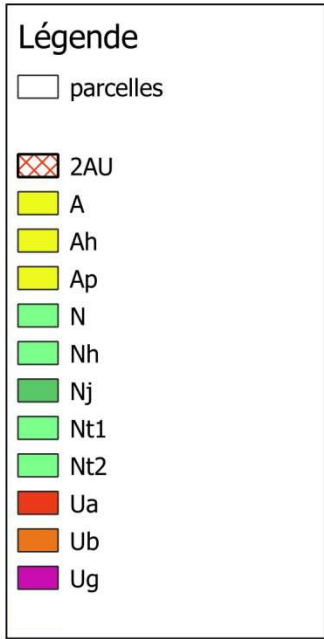 Légende
parcelles
2AU
A
Ah
Ap
N
Nh
Nj
Nt1
Nt2
Ua
Ub
Ug